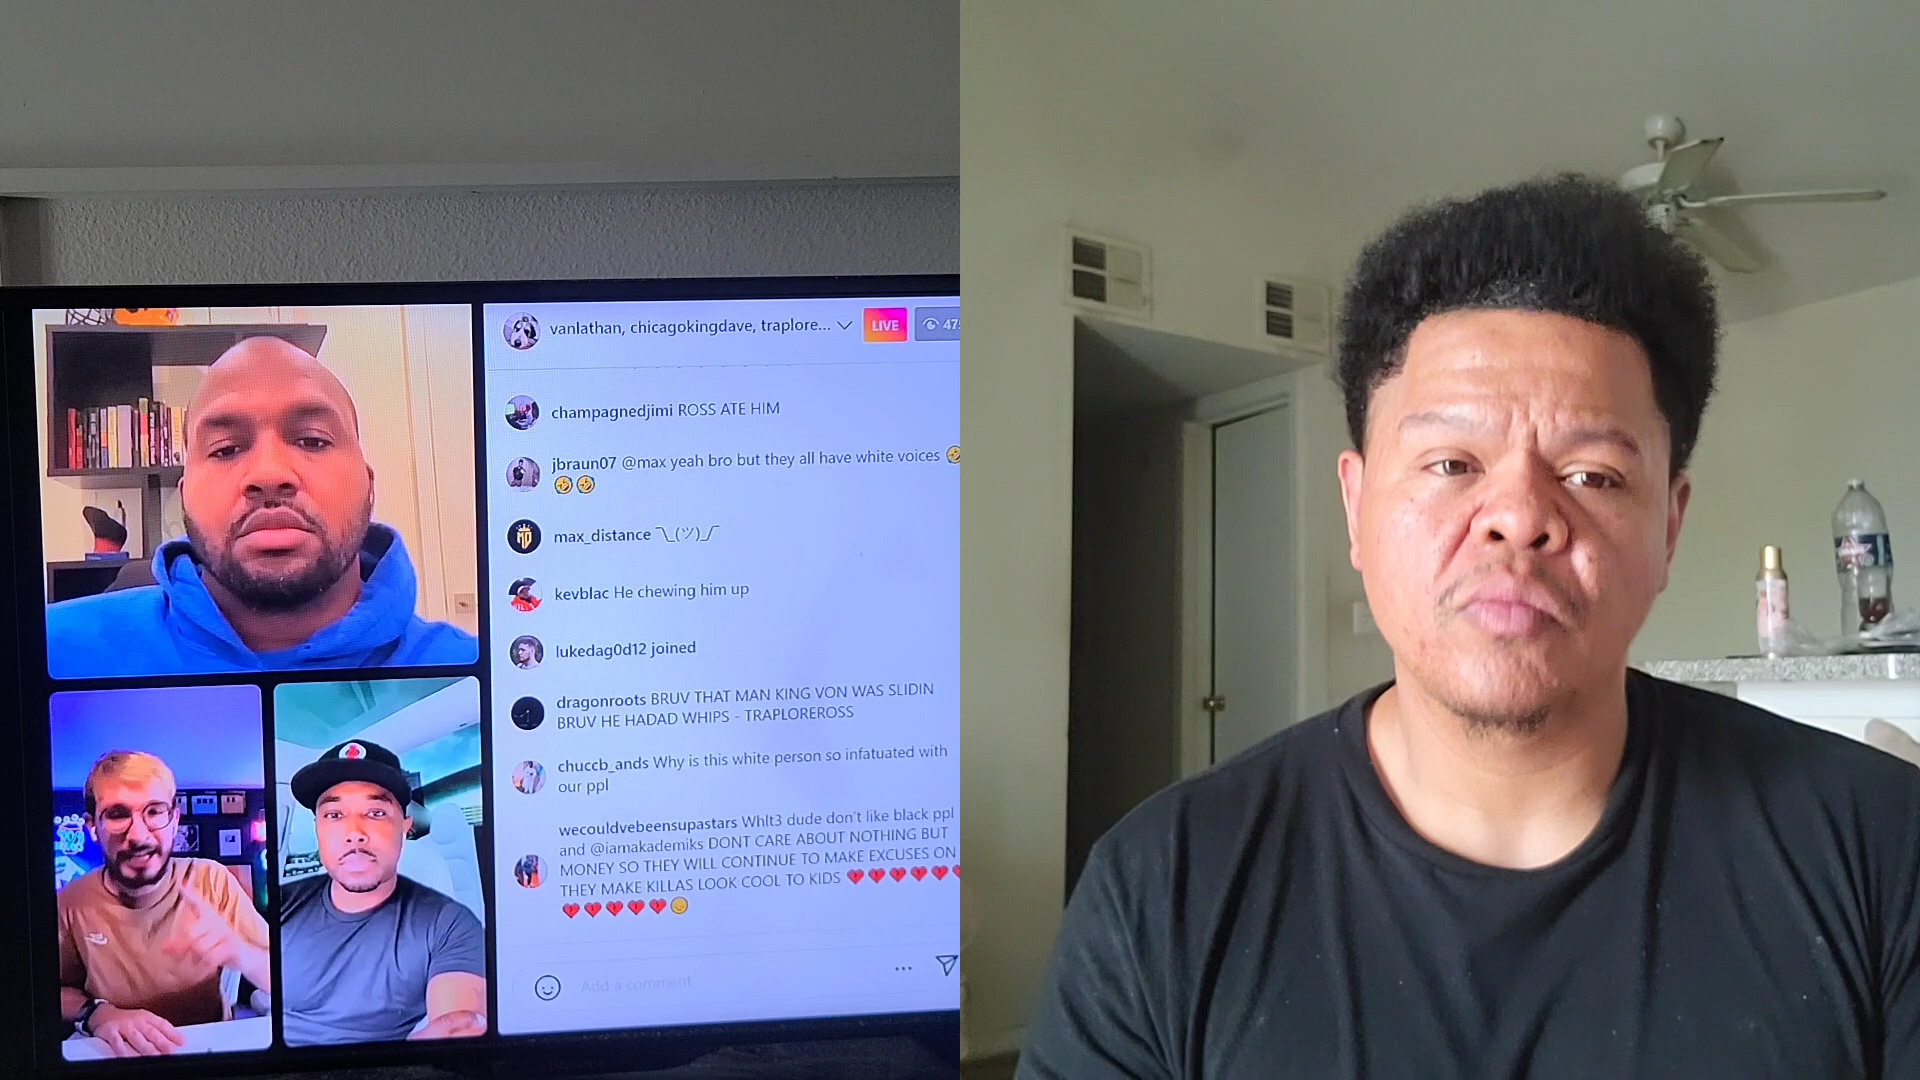 vanlathan, chicagokingdave, traplore...
LIVE
47
champagnedjimi ROSS ATE HIM
jbraun07 @max yeah bro but they all have white voices 🤣
🤣🤣
max_distance ¯\_(ツ)_/¯
kevblac He chewing him up
lukedag0d12 joined
dragonroots BRUV THAT MAN KING VON WAS SLIDIN
BRUV HE HADAD WHIPS - TRAPLOREROSS
chuccb_ands Why is this white person so infatuated with
our ppl
wecouldvebeensupastars Whlt3 dude don't like black ppl
and @iamakademiks DONT CARE ABOUT NOTHING BUT
MONEY SO THEY WILL CONTINUE TO MAKE EXCUSES ON
THEY MAKE KILLAS LOOK COOL TO KIDS 💔💔💔💔💔💔
💔💔💔💔💔😞
Add a comment